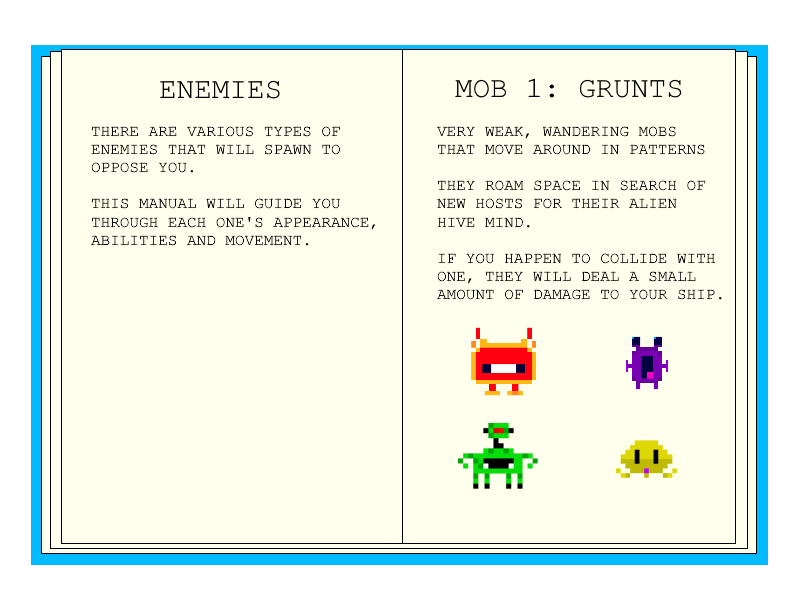 ENEMIES
THERE ARE VARIOUS TYPES OF
ENEMIES THAT WILL SPAWN TO
OPPOSE YOU.
THIS MANUAL WILL GUIDE YOU
THROUGH EACH ONE'S APPEARANCE,
ABILITIES AND MOVEMENT.
MOB 1: GRUNTS
VERY WEAK, WANDERING MOBS
THAT MOVE AROUND IN PATTERNS
THEY ROAM SPACE IN SEARCH OF
NEW HOSTS FOR THEIR ALIEN
HIVE MIND.
IF YOU HAPPEN TO COLLIDE WITH
ONE, THEY WILL DEAL A SMALL
AMOUNT OF DAMAGE TO YOUR SHIP.